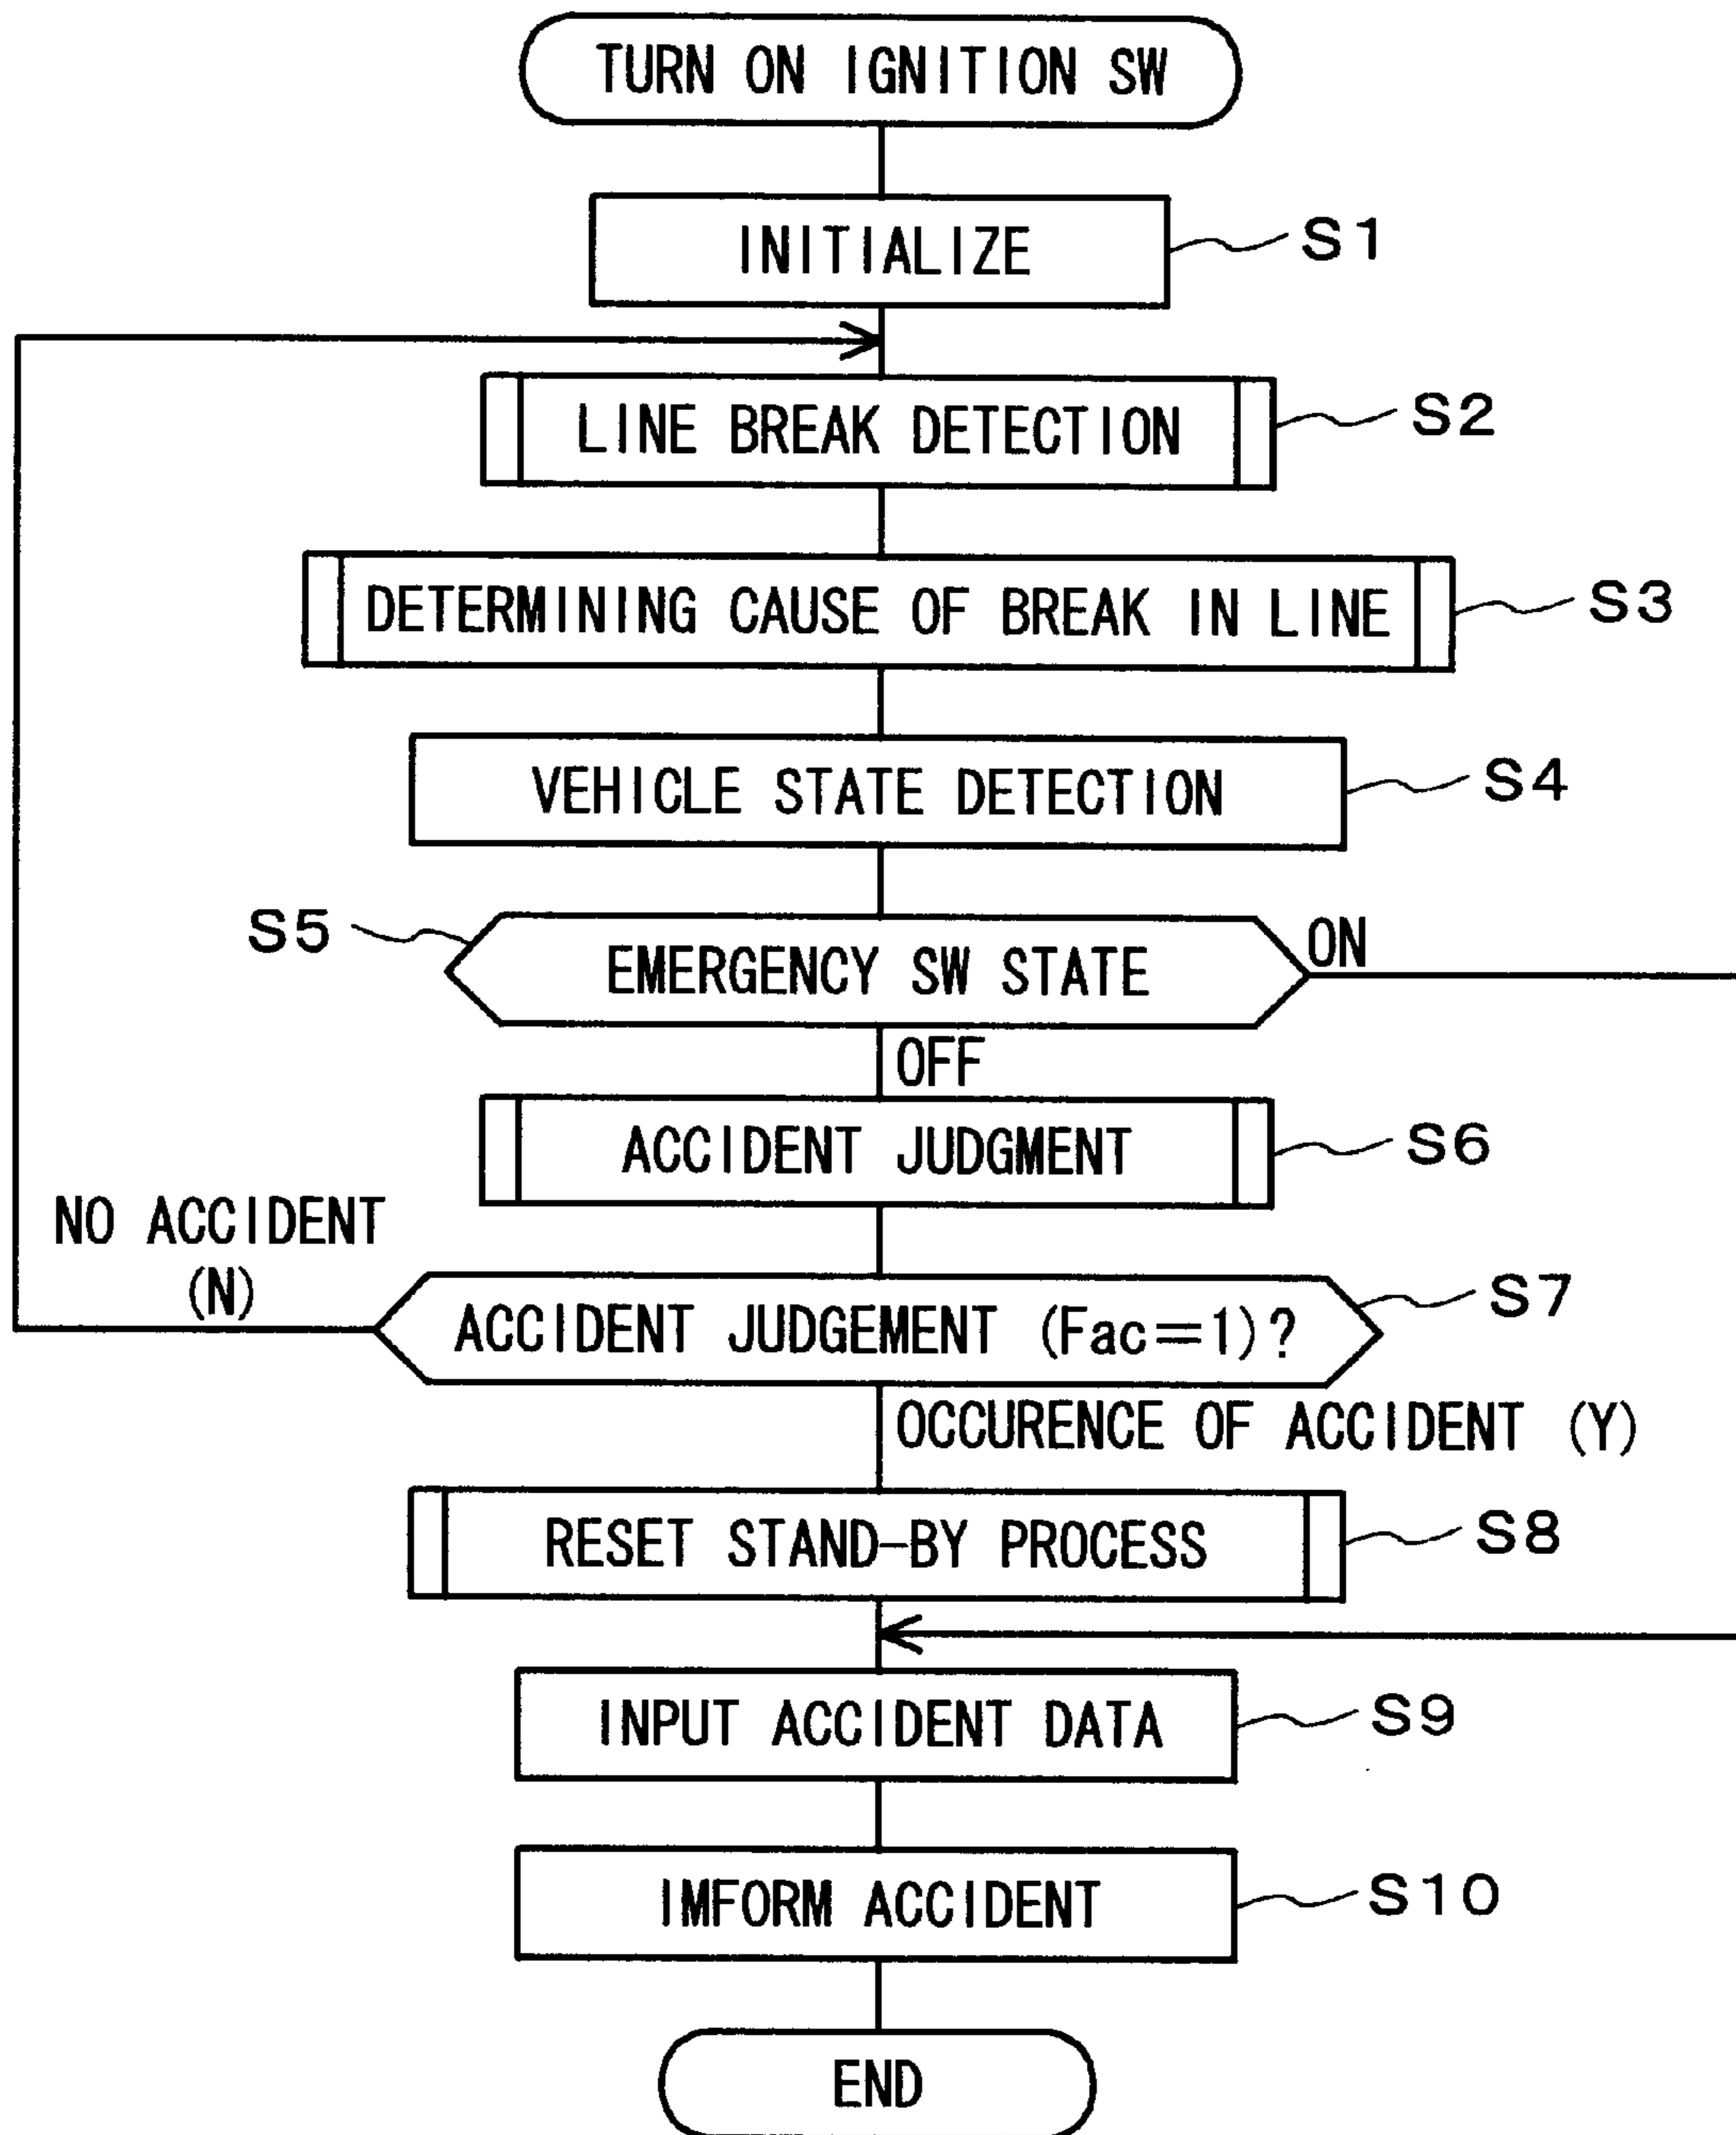 TURN ON IGNITION SW
INITIALIZE
S1
LINE BREAK DETECTION
S2
DETERMINING CAUSE OF BREAK IN LINE
S3
VEHICLE STATE DETECTION
S4
S5
EMERGENCY SW STATE
ON
OFF
ACCIDENT JUDGMENT
S6
NO ACCIDENT
(N)
ACCIDENT JUDGEMENT (Fac=1)?
S7
OCCURENCE OF ACCIDENT (Y)
RESET STAND-BY PROCESS
S8
INPUT ACCIDENT DATA
S9
IMFORM ACCIDENT
S10
END